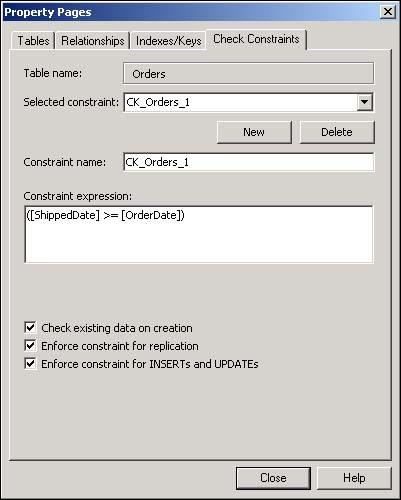 Property Pages
Tables Relationships Indexes/Keys Check Constraints
Table name: Orders
Selected constraint: CK_Orders_1
New Delete
Constraint name: CK_Orders_1
Constraint expression:
([ShippedDate] >= [OrderDate])
Check existing data on creation
Enforce constraint for replication
Enforce constraint for INSERTs and UPDATEs
Close Help